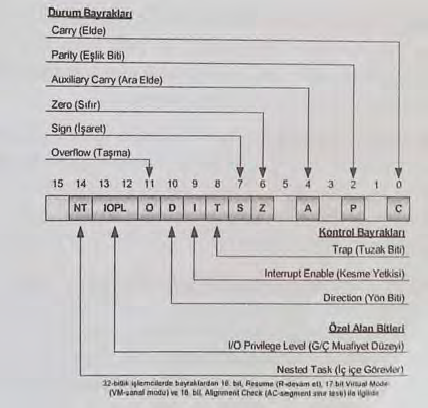 Durum Bayrakları
Carry (Elde)
Parity (Eşlik Biti)
Auxiliary Carry (Ara Elde)
Zero (Sıfır)
Sign (İşaret)
Overflow (Taşma)
15 14 13 12 11 10 9 8 7 6 5 4 3 2 1 0
NT IOPL O D I T S Z A P C
Kontrol Bayrakları
Trap (Tuzak Biti)
Interrupt Enable (Kesme Yetkisi)
Direction (Yön Biti)
Özel Alan Bitleri
I/O Privilege Level (G/Ç Muafiyet Düzeyi)
Nested Task (İç içe Görevler)
32-bitlik işlemcilerde bayraklardan 16. bit, Resume (R-devam et), 17.bit Virtual Mode
(VM-sanal modu) ve 18. bit, Alignment Check (AC-segment sınır testi) ile ilgilidir.